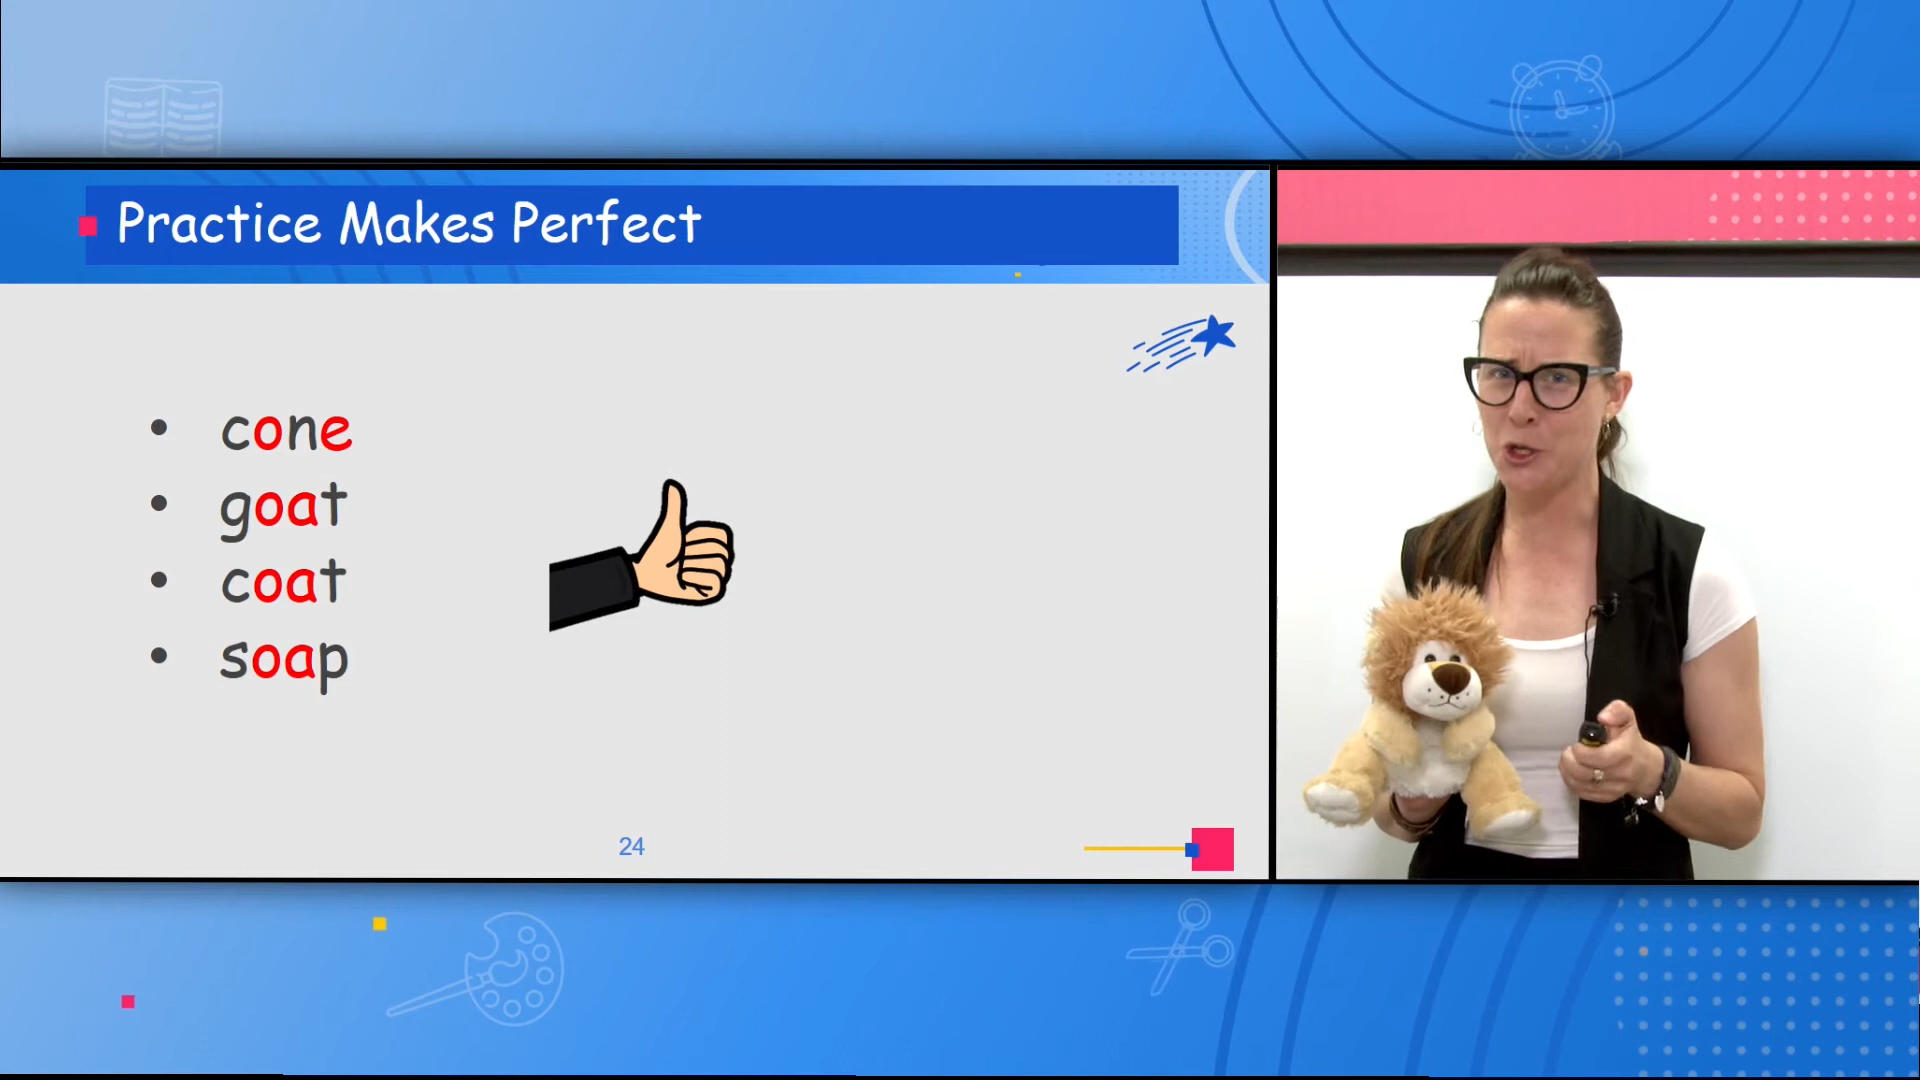 Practice Makes Perfect
• cone
• goat
• coat
• soap
24